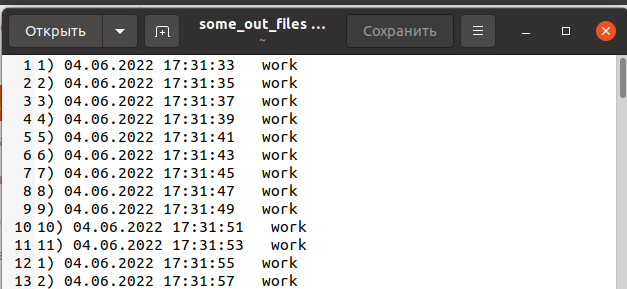 Открыть
some_out_files ...
~
Сохранить
1 1) 04.06.2022 17:31:33   work
2 2) 04.06.2022 17:31:35   work
3 3) 04.06.2022 17:31:37   work
4 4) 04.06.2022 17:31:39   work
5 5) 04.06.2022 17:31:41   work
6 6) 04.06.2022 17:31:43   work
7 7) 04.06.2022 17:31:45   work
8 8) 04.06.2022 17:31:47   work
9 9) 04.06.2022 17:31:49   work
10 10) 04.06.2022 17:31:51   work
11 11) 04.06.2022 17:31:53   work
12 1) 04.06.2022 17:31:55   work
13 2) 04.06.2022 17:31:57   work